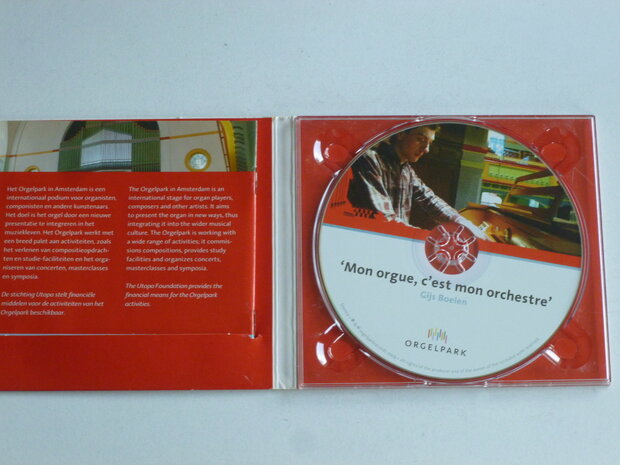 Het Orgelpark in Amsterdam is een
internationaal podium voor organisten,
componisten en andere kunstenaars.
Het doel is het orgel door een nieuwe
presentatie te integreren in het
muziekleven. Het Orgelpark werkt met
een breed palet aan activiteiten, zoals
het verlenen van compositieopdrach-
ten en studie-faciliteiten en het orga-
niseren van concerten, masterclasses
en symposia.
De stichting Utopa stelt financiële
middelen voor de activiteiten van het
Orgelpark beschikbaar.
The Orgelpark in Amsterdam is an
international stage for organ players,
composers and other artists. It aims
to present the organ in new ways, thus
integrating it into the wider musical
culture. The Orgelpark is working with
a wide range of activities; it commis-
sions compositions, provides study
facilities and organizes concerts,
masterclasses and symposia.
The Utopa Foundation provides the
financial means for the Orgelpark
activities.
'Mon orgue, c'est mon orchestre'
Gijs Boelen
ORGELPARK